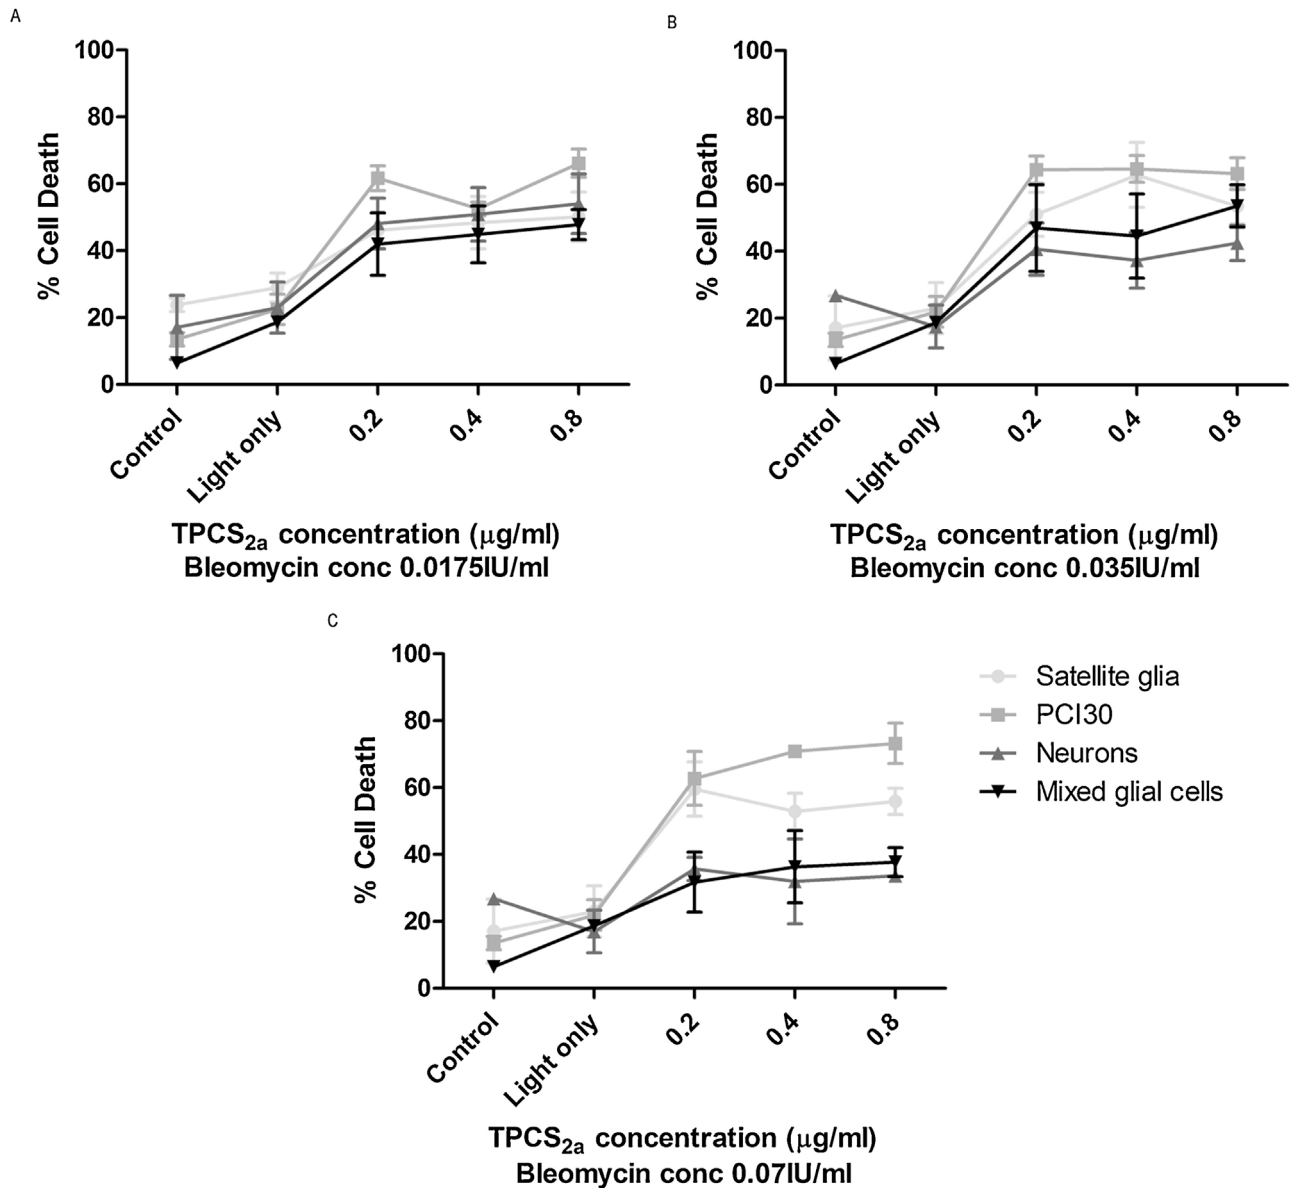 A
100
80
60
40
20
0
% Cell Death
Control
Light only
0.2
0.4
0.8
TPCS2a concentration (μg/ml)
Bleomycin conc 0.0175IU/ml
B
100
80
60
40
20
0
% Cell Death
Control
Light only
0.2
0.4
0.8
TPCS2a concentration (μg/ml)
Bleomycin conc 0.035IU/ml
C
100
80
60
40
20
0
% Cell Death
Control
Light only
0.2
0.4
0.8
TPCS2a concentration (μg/ml)
Bleomycin conc 0.07IU/ml
Satellite glia
PCI30
Neurons
Mixed glial cells